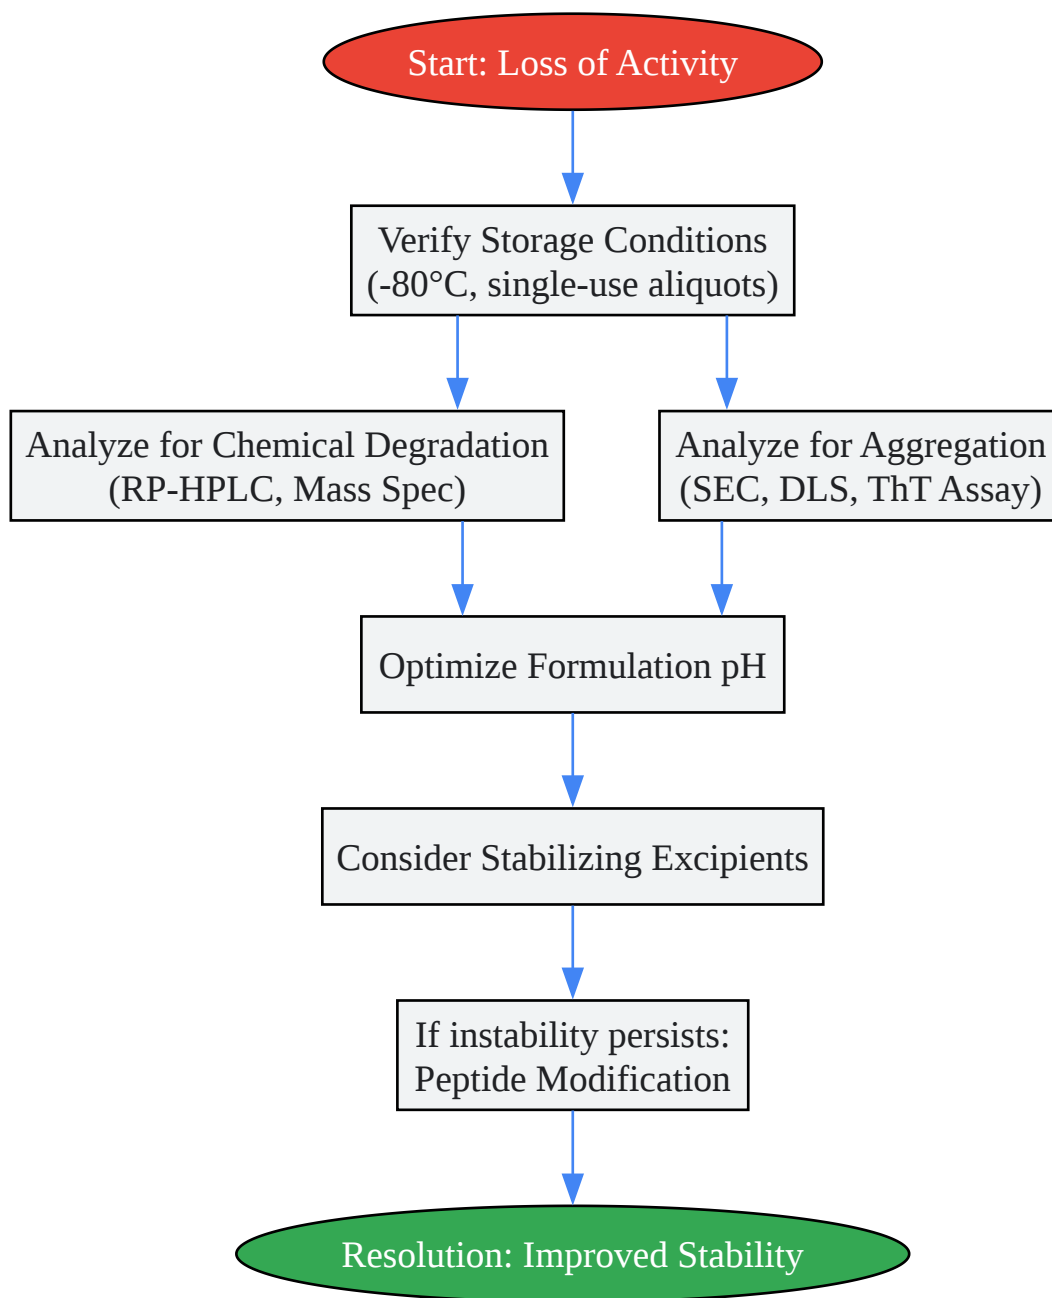 Start: Loss of Activity
Verify Storage Conditions
(-80°C, single-use aliquots)
Analyze for Chemical Degradation
(RP-HPLC, Mass Spec)
Analyze for Aggregation
(SEC, DLS, ThT Assay)
Optimize Formulation pH
Consider Stabilizing Excipients
If instability persists:
Peptide Modification
Resolution: Improved Stability